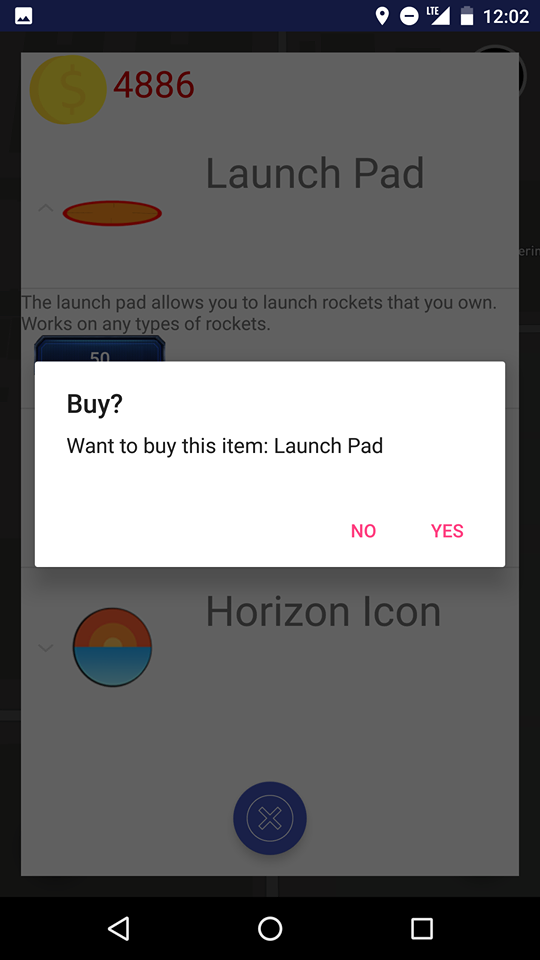 LTE 12:02
$ 4886
Launch Pad
The launch pad allows you to launch rockets that you own.
Works on any types of rockets.
50
Buy?
Want to buy this item: Launch Pad
NO YES
Horizon Icon